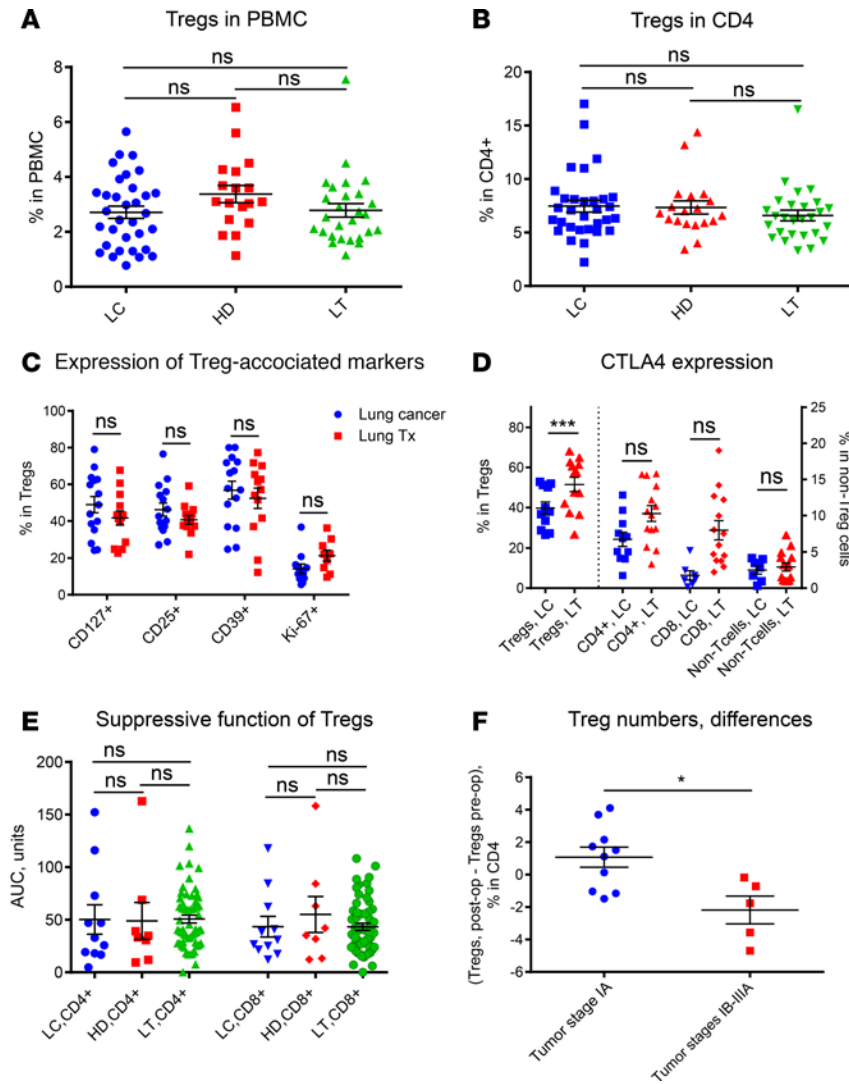 A Tregs in PBMC
ns
ns ns
% in PBMC
8
6
4
2
0
LC HD LT
B Tregs in CD4
ns
ns ns
% in CD4+
20
15
10
5
0
LC HD LT
C Expression of Treg-accociated markers
Lung cancer
Lung Tx
ns ns ns ns
% in Tregs
100
80
60
40
20
0
CD127+ CD25+ CD39+ Ki-67+
D CTLA4 expression
*** ns ns ns
% in Tregs
80
60
40
20
0
% in non-Treg cells
25
20
15
10
5
0
Tregs, LC Tregs, LT CD4+, LC CD4+, LT CD8, LC CD8, LT Non-Tcells, LC Non-Tcells, LT
E Suppressive function of Tregs
ns ns
ns ns ns ns
AUC, units
200
150
100
50
0
LC,CD4+ HD,CD4+ LT,CD4+ LC,CD8+ HD,CD8+ LT,CD8+
F Treg numbers, differences
*
(Tregs, post-op - Tregs pre-op),
% in CD4
6
4
2
0
-2
-4
-6
Tumor stage IA Tumor stages IB-IIIA